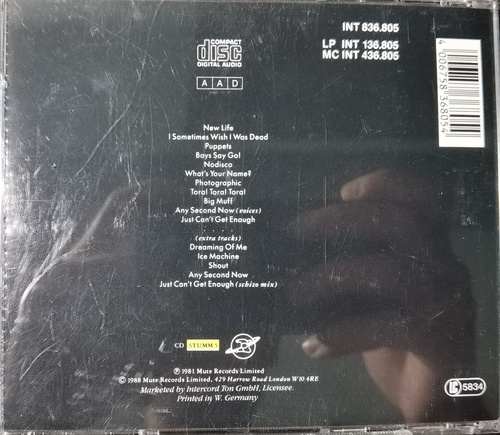 INT 836.805
COMPACT
disc
DIGITAL AUDIO
LP INT 136.805
MC INT 436.805
A A D
4 006758 368054
New Life
I Sometimes Wish I Was Dead
Puppets
Boys Say Go!
Nodisco
What's Your Name?
Photographic
Tora! Tora! Tora!
Big Muff
Any Second Now (voices)
Just Can't Get Enough
(extra tracks)
Dreaming Of Me
Ice Machine
Shout
Any Second Now
Just Can't Get Enough (schizo mix)
CD STUMM 5
℗ 1981 Mute Records Limited
© 1988 Mute Records Limited, 429 Harrow Road London W10 4RE
Marketed by Intercord Ton GmbH, Licensee.
Printed in W. Germany
LC 5834